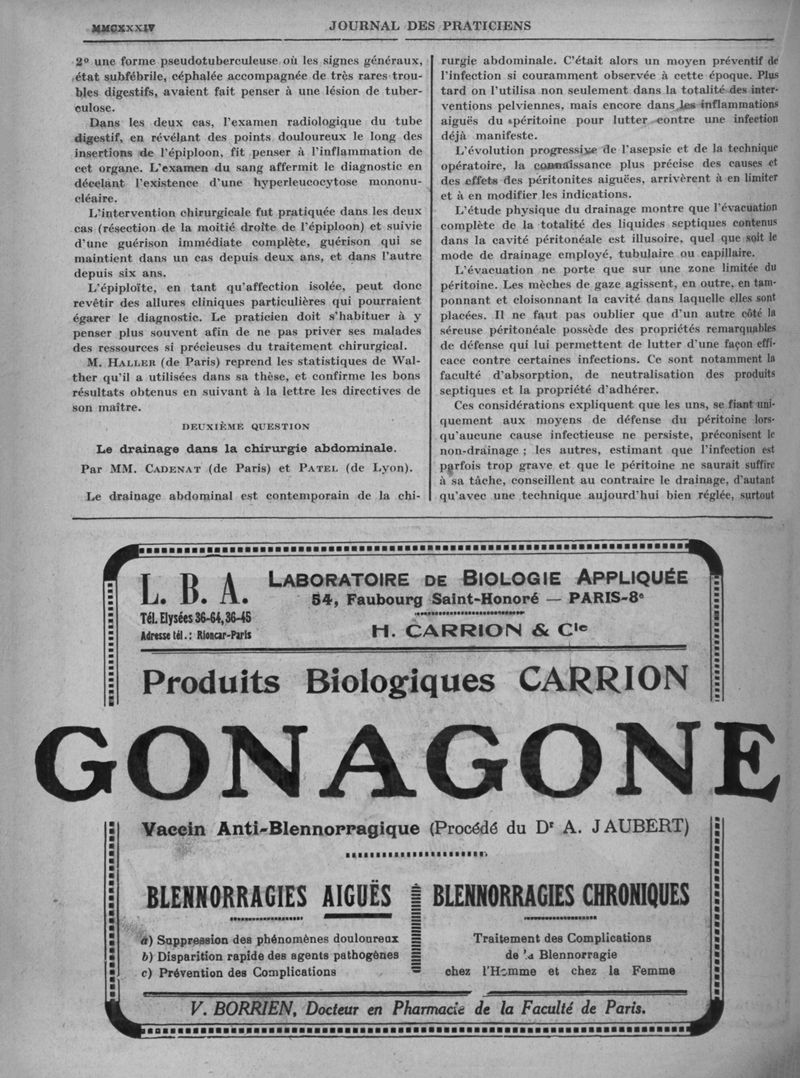 MMCXXXIV
JOURNAL DES PRATICIENS
2° une forme pseudotuberculeuse où les signes généraux,
état subfébrile, céphalée accompagnée de très rares trou-
bles digestifs, avaient fait penser à une lésion de tuber-
culose.
Dans les deux cas, l'examen radiologique du tube
digestif, en révélant des points douloureux le long des
insertions de l'épiploon, fit penser à l'inflammation de
cet organe. L'examen du sang affermit le diagnostic en
décelant l'existence d'une hyperleucocytose mononu-
cléaire.
L'intervention chirurgicale fut pratiquée dans les deux
cas (résection de la moitié droite de l'épiploon) et suivie
d'une guérison immédiate complète, guérison qui se
maintient dans un cas depuis deux ans, et dans l'autre
depuis six ans.
L'épiploïte, en tant qu'affection isolée, peut donc
revêtir des allures cliniques particulières qui pourraient
égarer le diagnostic. Le praticien doit s'habituer à y
penser plus souvent afin de ne pas priver ses malades
des ressources si précieuses du traitement chirurgical.
M. HALLER (de Paris) reprend les statistiques de Wal-
ther qu'il a utilisées dans sa thèse, et confirme les bons
résultats obtenus en suivant à la lettre les directives de
son maître.
DEUXIÈME QUESTION
Le drainage dans la chirurgie abdominale.
Par MM. CADENAT (de Paris) et PATEL (de Lyon).
Le drainage abdominal est contemporain de la chi-
rurgie abdominale. C'était alors un moyen préventif de
l'infection si couramment observée à cette époque. Plus
tard on l'utilisa non seulement dans la totalité des inter-
ventions pelviennes, mais encore dans les inflammations
aiguës du péritoine pour lutter contre une infection
déjà manifeste.
L'évolution progressive de l'asepsie et de la technique
opératoire, la connaissance plus précise des causes et
des effets des péritonites aiguëes, arrivèrent à en limiter
et à en modifier les indications.
L'étude physique du drainage montre que l'évacuation
complète de la totalité des liquides septiques contenus
dans la cavité péritonéale est illusoire, quel que soit le
mode de drainage employé, tubulaire ou capillaire.
L'évacuation ne porte que sur une zone limitée du
péritoine. Les mèches de gaze agissent, en outre, en tam-
ponnant et cloisonnant la cavité dans laquelle elles sont
placées. Il ne faut pas oublier que d'un autre côté la
séreuse péritonéale possède des propriétés remarquables
de défense qui lui permettent de lutter d'une façon effi-
cace contre certaines infections. Ce sont notamment la
faculté d'absorption, de neutralisation des produits
septiques et la propriété d'adhérer.
Ces considérations expliquent que les uns, se fiant uni-
quement aux moyens de défense du péritoine lors-
qu'aucune cause infectieuse ne persiste, préconisent le
non-drainage ; les autres, estimant que l'infection est
parfois trop grave et que le péritoine ne saurait suffire
à sa tâche, conseillent au contraire le drainage, d'autant
qu'avec une technique aujourd'hui bien réglée, surtout
L. B. A.
Tél. Elysées 36-64, 36-45
Adresse tél. : Rioncar-Paris
LABORATOIRE DE BIOLOGIE APPLIQUÉE
54, Faubourg Saint-Honoré — PARIS-8e
H. CARRION & Cie
Produits Biologiques CARRION
GONAGONE
Vaccin Anti-Blennorragique (Procédé du Dr A. JAUBERT)
BLENNORRAGIES AIGUËS
a) Suppression des phénomènes douloureux
b) Disparition rapide des agents pathogènes
c) Prévention des Complications
BLENNORRAGIES CHRONIQUES
Traitement des Complications
de la Blennorragie
chez l'Homme et chez la Femme
V. BORRIEN, Docteur en Pharmacie de la Faculté de Paris.